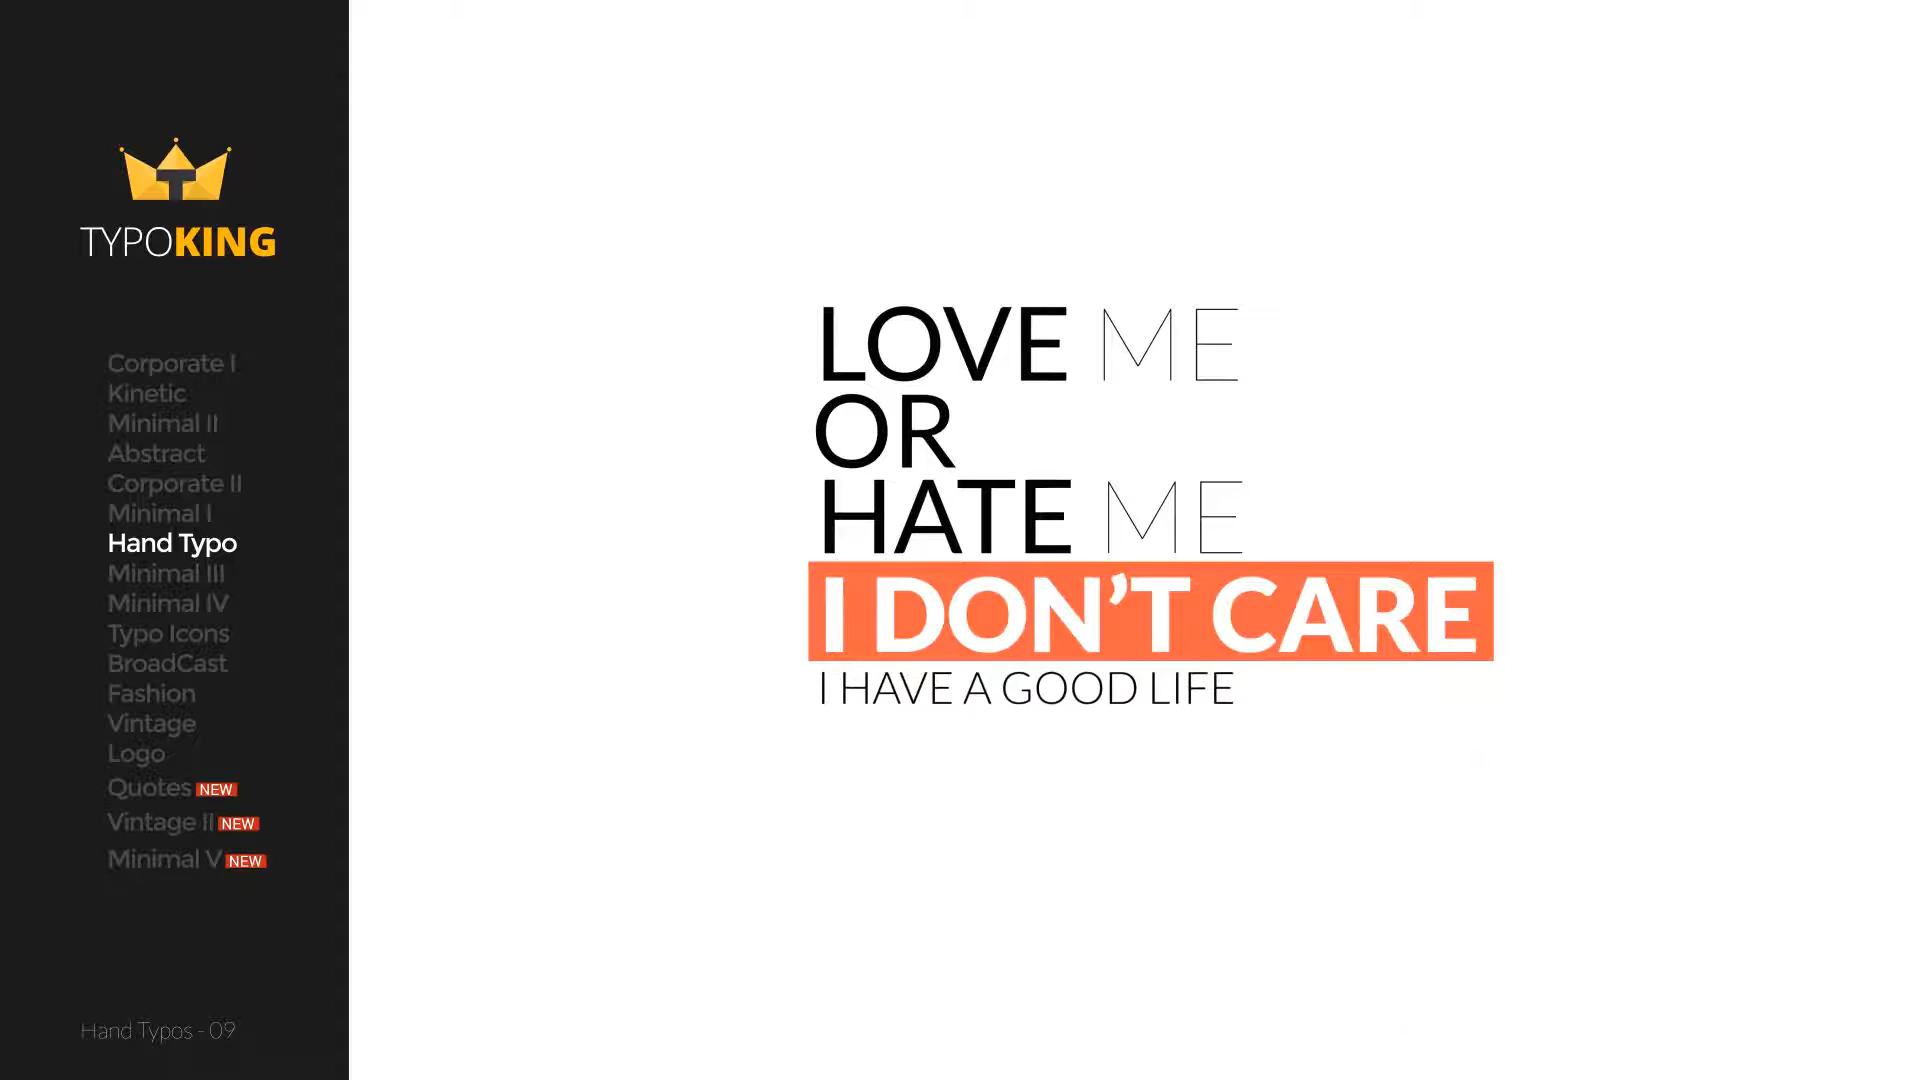 TYPOKING
Corporate I
Kinetic
Minimal II
Abstract
Corporate II
Minimal I
Hand Typo
Minimal III
Minimal IV
Typo Icons
BroadCast
Fashion
Vintage
Logo
Quotes NEW
Vintage II NEW
Minimal V NEW
Hand Typos - 09
LOVE ME
OR
HATE ME
I DON’T CARE
I HAVE A GOOD LIFE